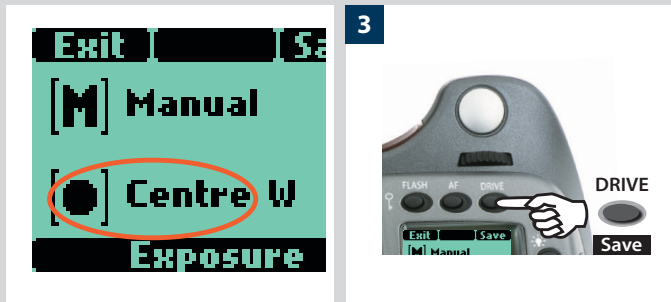 Exit Sa
[M] Manual
[●] Centre W
Exposure
3
FLASH AF DRIVE
Exit Save
[M] Manual
DRIVE
Save